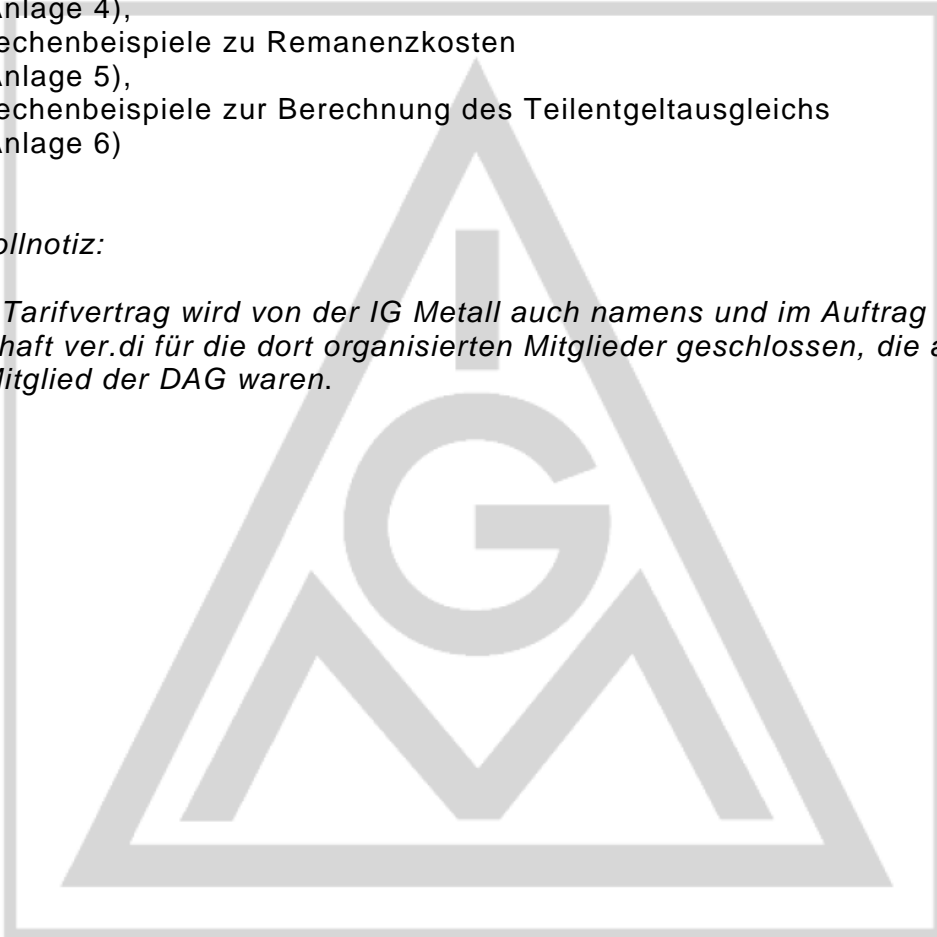 nlage 4),
echenbeispiele zu Remanenzkosten
nlage 5),
echenbeispiele zur Berechnung des Teilentgeltausgleichs
nlage 6)
ollnotiz:
Tarifvertrag wird von der IG Metall auch namens und im Auftrag
haft ver.di für die dort organisierten Mitglieder geschlossen, die a
Mitglied der DAG waren.
IGM